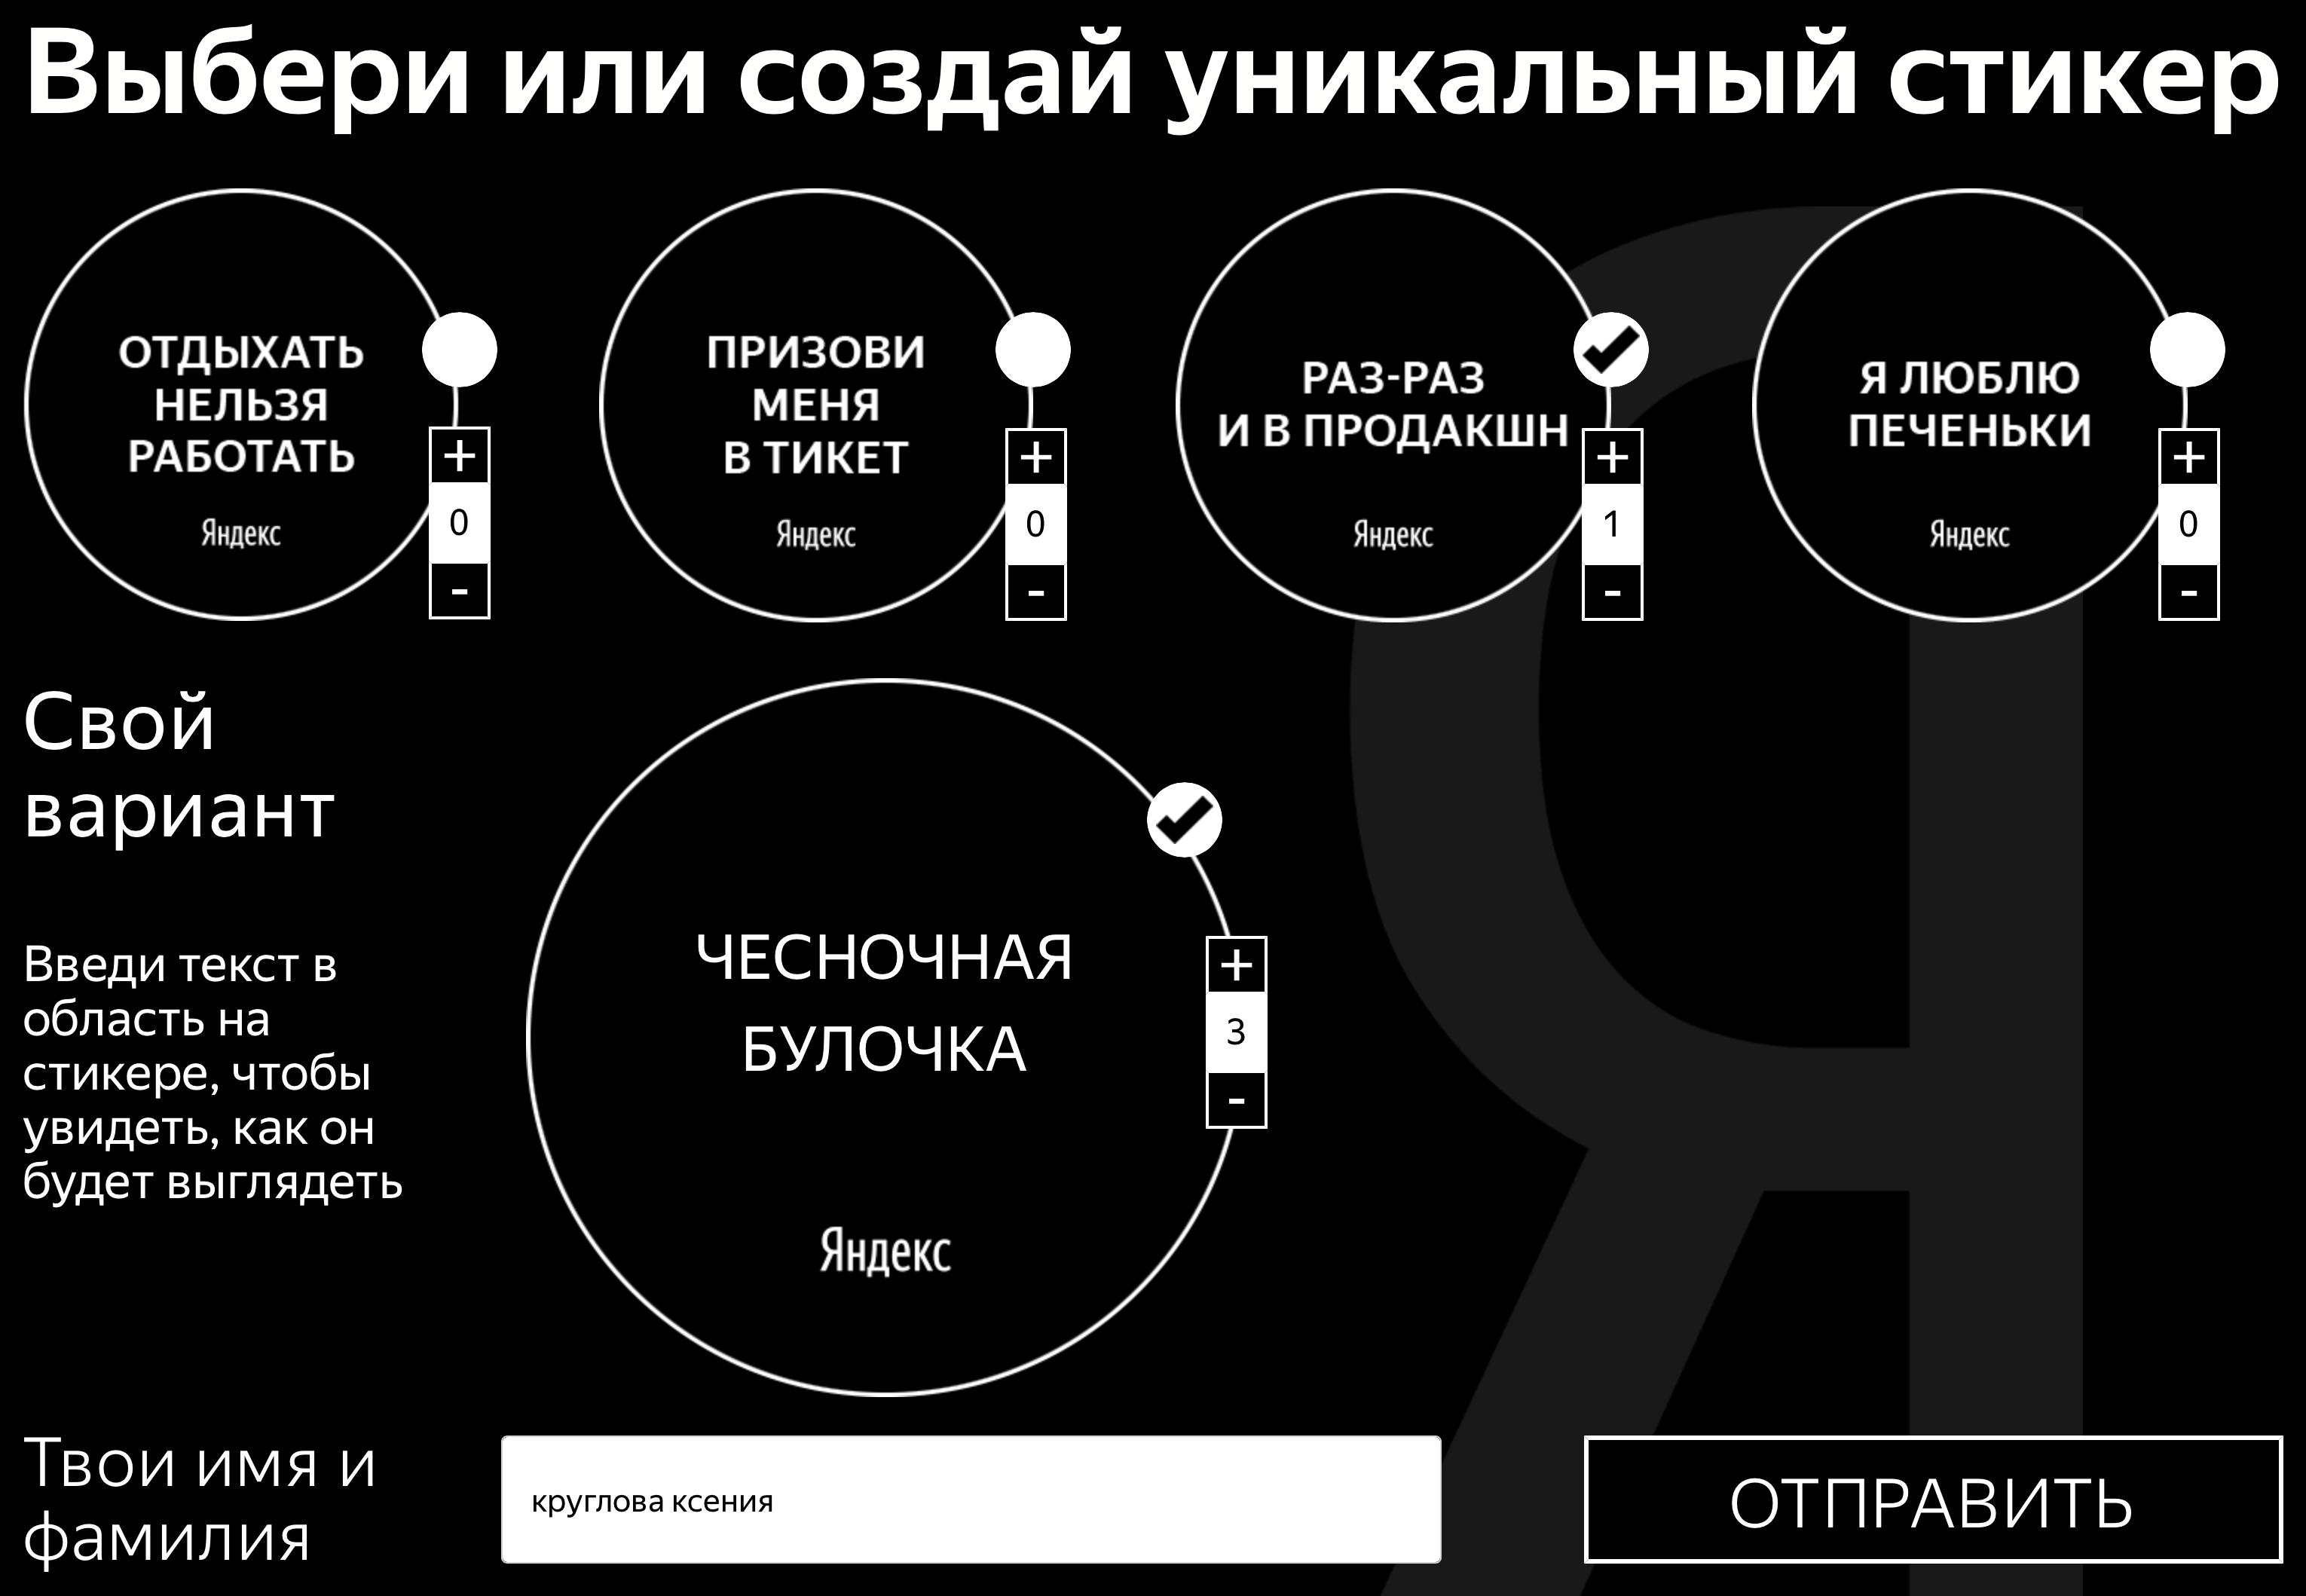 Выбери или создай уникальный стикер
ОТДЫХАТЬ
НЕЛЬЗЯ
РАБОТАТЬ
Яндекс
+
0
-
ПРИЗОВИ
МЕНЯ
В ТИКЕТ
Яндекс
+
0
-
РАЗ-РАЗ
И В ПРОДАКШН
Яндекс
+
1
-
Я ЛЮБЛЮ
ПЕЧЕНЬКИ
Яндекс
+
0
-
Свой
вариант
Введи текст в
область на
стикере, чтобы
увидеть, как он
будет выглядеть
ЧЕСНОЧНАЯ
БУЛОЧКА
Яндекс
+
3
-
Я
Твои имя и
фамилия
круглова ксения
ОТПРАВИТЬ